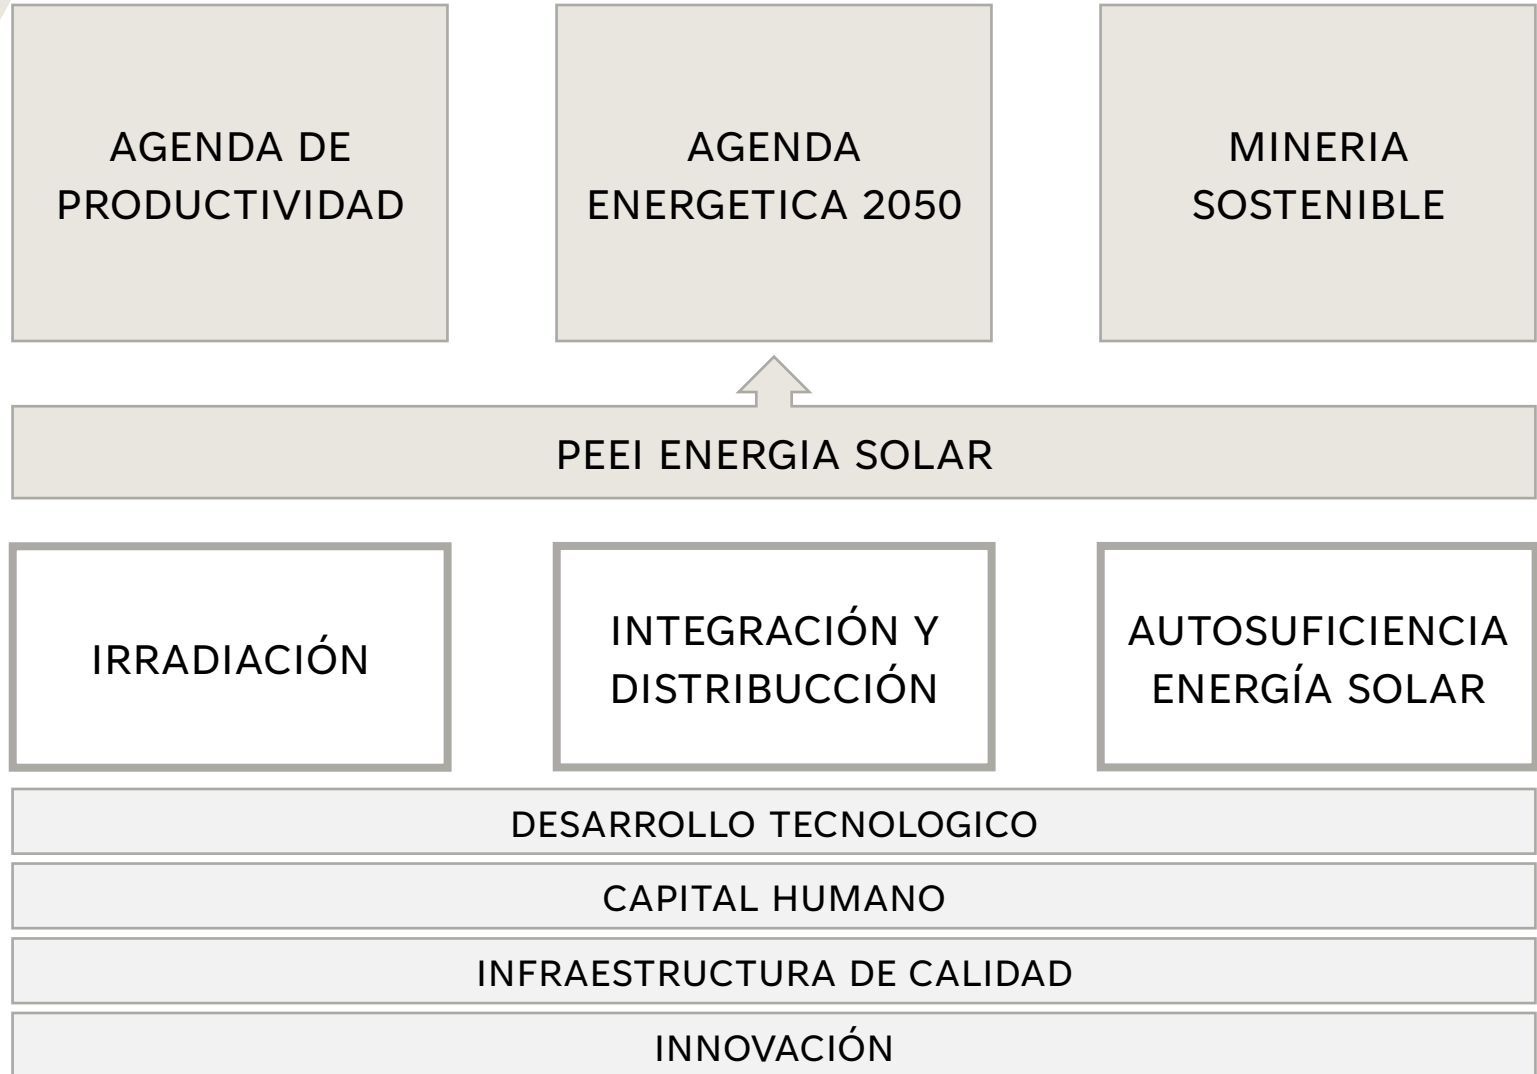 AGENDA DE
PRODUCTIVIDAD
AGENDA
ENERGETICA 2050
MINERIA
SOSTENIBLE
PEEI ENERGIA SOLAR
IRRADIACIÓN
INTEGRACIÓN Y
DISTRIBUCCIÓN
AUTOSUFICIENCIA
ENERGÍA SOLAR
DESARROLLO TECNOLOGICO
CAPITAL HUMANO
INFRAESTRUCTURA DE CALIDAD
INNOVACIÓN